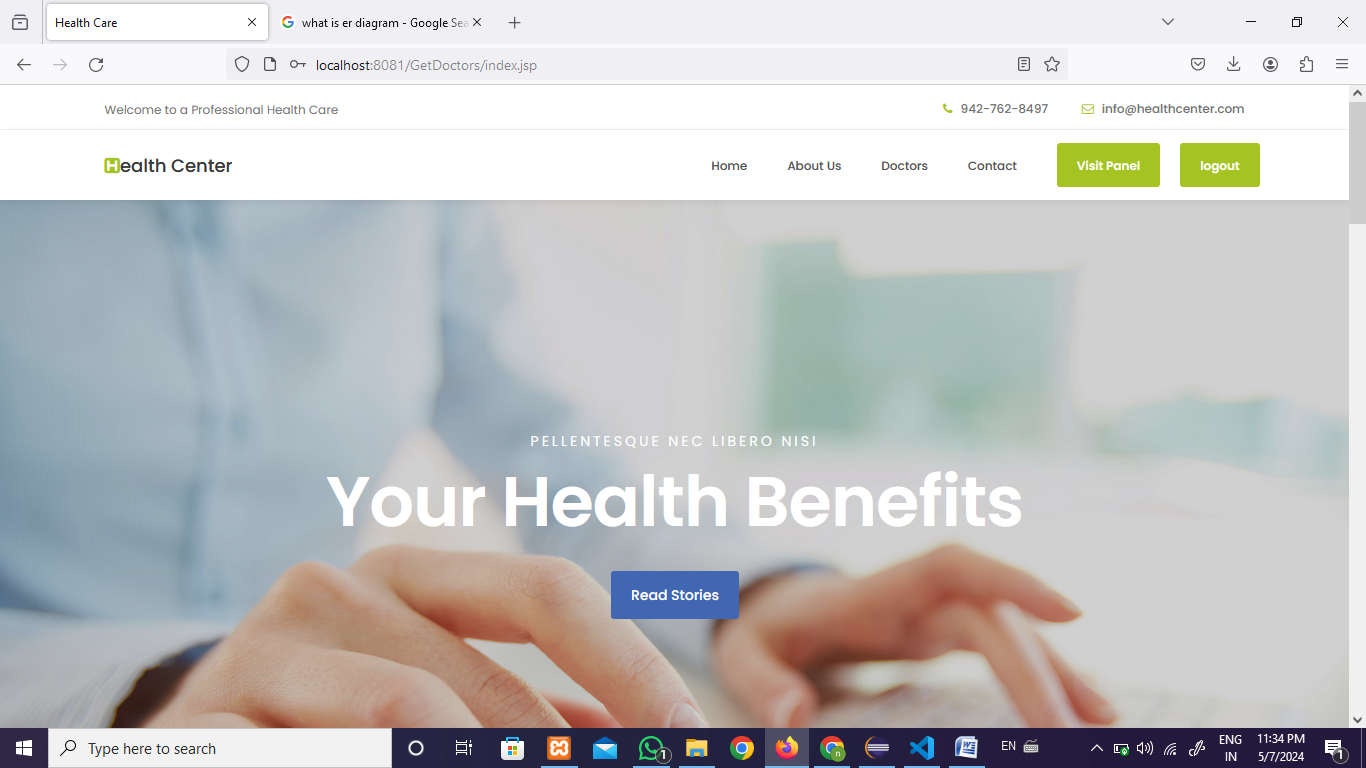 Health Care
what is er diagram - Google Sea
localhost:8081/GetDoctors/index.jsp
Welcome to a Professional Health Care
942-762-8497
info@healthcenter.com
Health Center
Home
About Us
Doctors
Contact
Visit Panel
logout
PELLENTESQUE NEC LIBERO NISI
Your Health Benefits
Read Stories
Type here to search
1
n
W
EN
ENG
IN
11:34 PM
5/7/2024
1